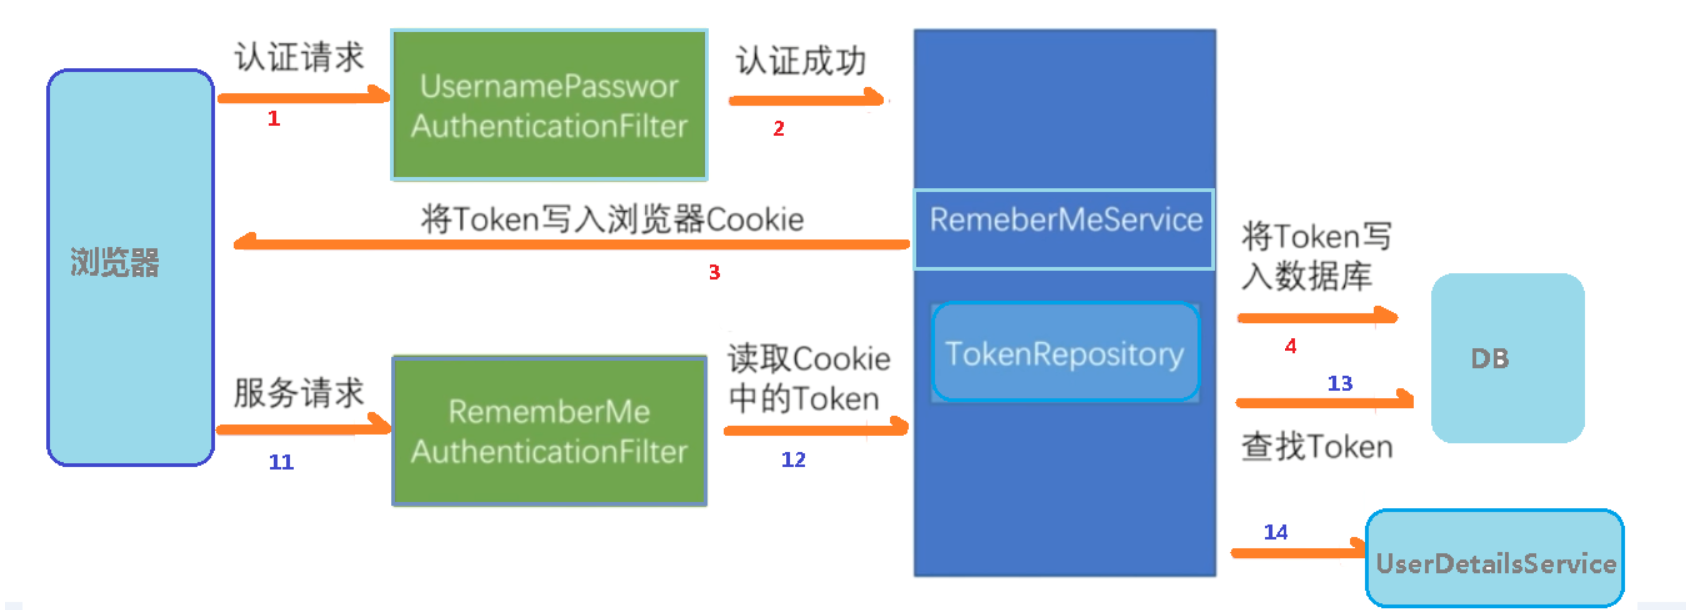 认证请求
1
UsernamePasswor
AuthenticationFilter
认证成功
2
将Token写入浏览器Cookie
3
浏览器
RemeberMeService
TokenRepository
将Token写
入数据库
4
DB
服务请求
11
RememberMe
AuthenticationFilter
读取Cookie
中的Token
12
13
查找Token
14
UserDetailsService